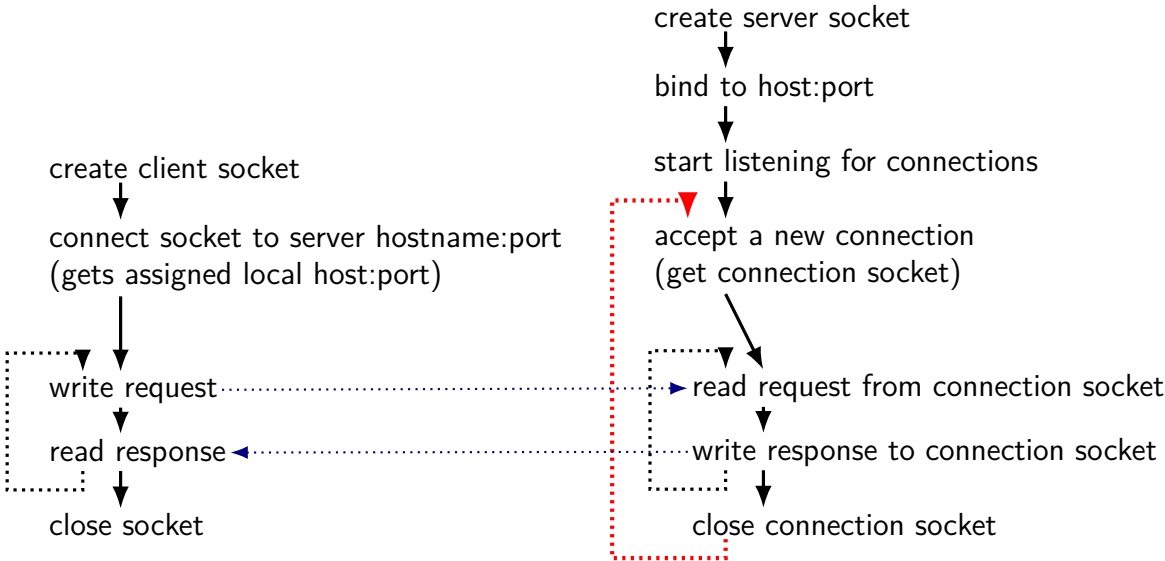 create client socket
connect socket to server hostname:port
(gets assigned local host:port)
write request
read response
close socket
create server socket
bind to host:port
start listening for connections
accept a new connection
(get connection socket)
read request from connection socket
write response to connection socket
close connection socket